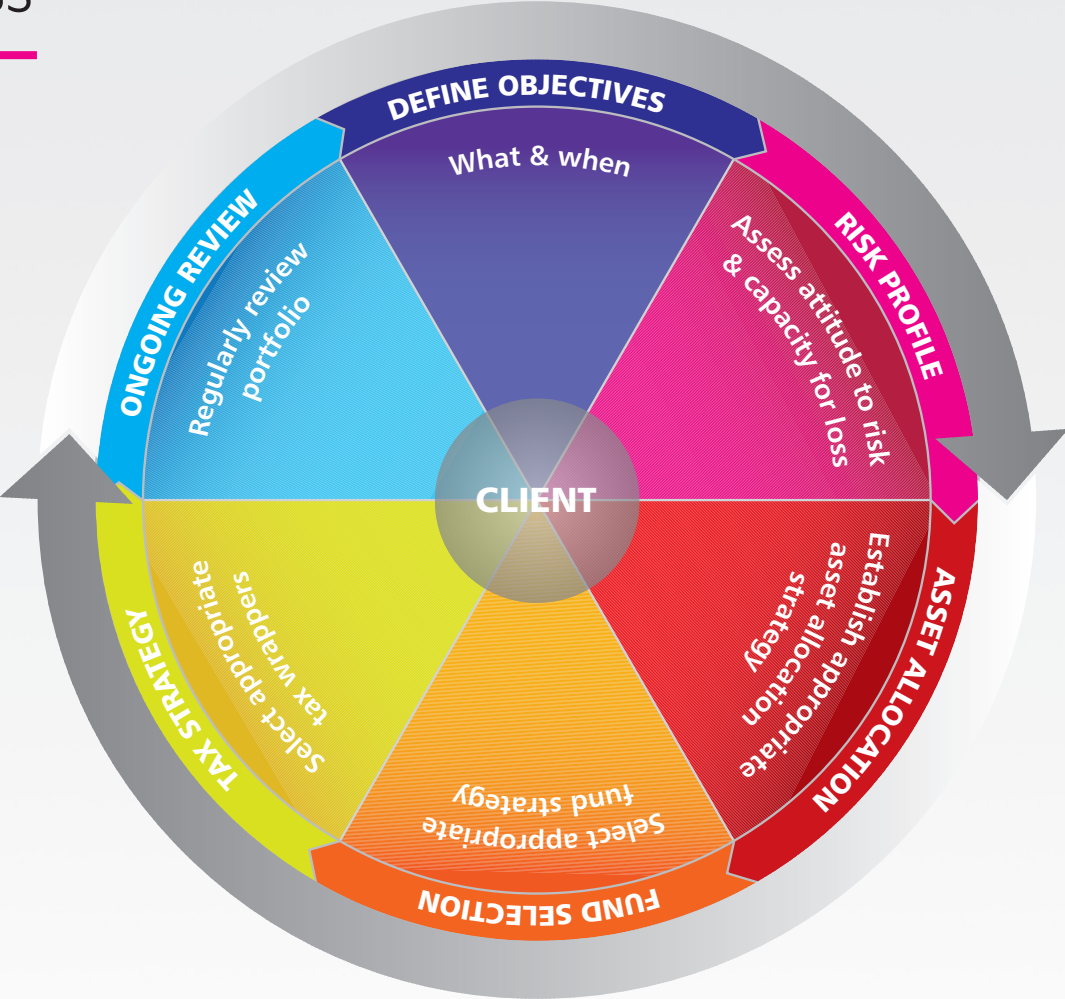 ss
DEFINE OBJECTIVES
What & when
RISK PROFILE
Assess attitude to risk
& capacity for loss
ASSET ALLOCATION
Establish appropriate
asset allocation
strategy
FUND SELECTION
Select appropriate
fund strategy
TAX STRATEGY
Select appropriate
tax wrappers
ONGOING REVIEW
Regularly review
portfolio
CLIENT